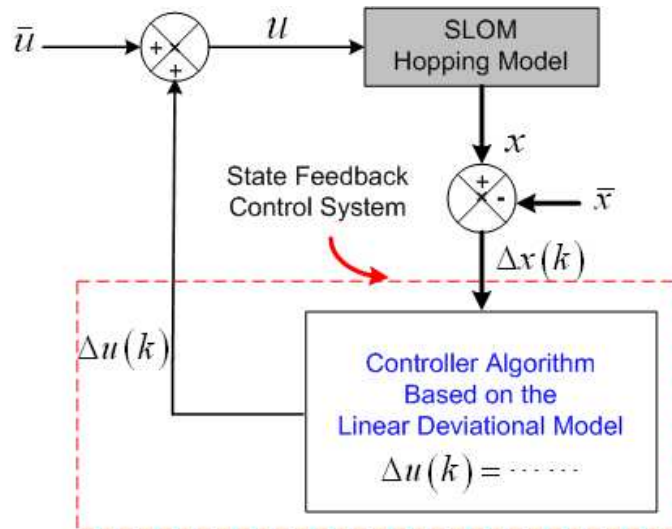 ū
+
+
u
SLOM
Hopping Model
x
+
-
x̄
State Feedback
Control System
Δx(k)
Δu(k)
Controller Algorithm
Based on the
Linear Deviational Model
Δu(k) = ······